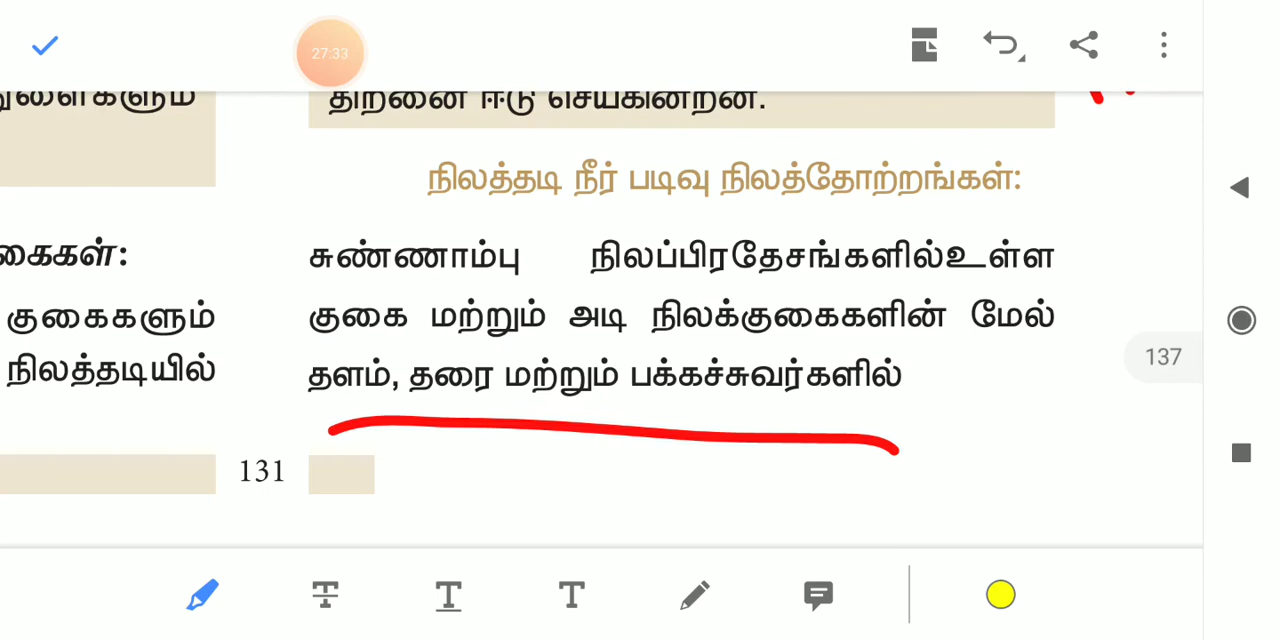 27:33
திறனை ஈடு செய்கின்றன.
நிலத்தடி நீர் படிவு நிலத்தோற்றங்கள்:
சுண்ணாம்பு நிலப்பிரதேசங்களில்உள்ள
குகை மற்றும் அடி நிலக்குகைகளின் மேல்
தளம், தரை மற்றும் பக்கச்சுவர்களில்
கைகள்:
குகைகளும்
நிலத்தடியில்
131
137